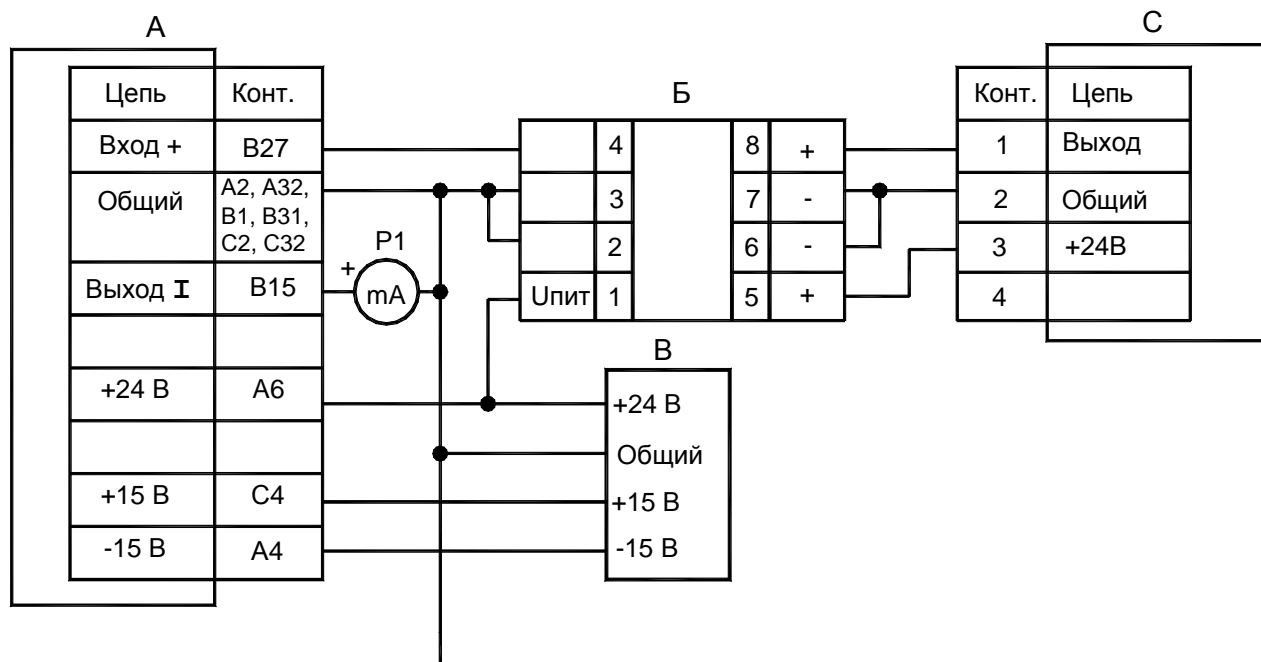 А
Цепь Конт.
Вход + В27
Общий А2, А32,
В1, В31,
С2, С32
Выход I В15
+24 В А6
+15 В С4
-15 В А4
P1
+
mA
Б
4 8 +
3 7 -
2 6 -
Uпит 1 5 +
В
+24 В
Общий
+15 В
-15 В
С
Конт. Цепь
1 Выход
2 Общий
3 +24В
4